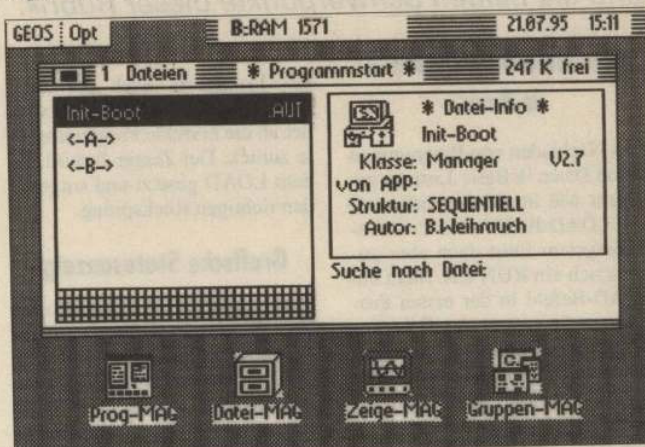 GEOS Opt B:RAM 1571 21.07.95 15:11
1 Dateien * Programmstart * 247 K frei
Init-Boot .AUT
<-A->
<-B->
* Datei-Info *
Init-Boot
Klasse: Manager V2.7
von APP:
Struktur: SEQUENTIELL
Autor: B.Weihrauch
Suche nach Datei:
Prog-MAG Datei-MAG Zeige-MAG Gruppen-MAG